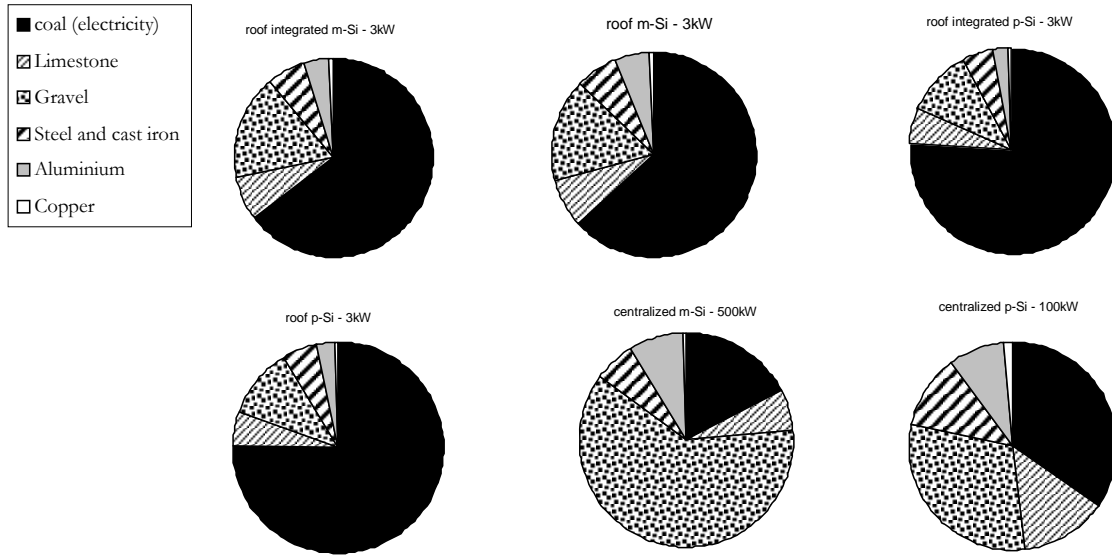 coal (electricity)
Limestone
Gravel
Steel and cast iron
Aluminium
Copper
roof integrated m-Si - 3kW
roof m-Si - 3kW
roof integrated p-Si - 3kW
roof p-Si - 3kW
centralized m-Si - 500kW
centralized p-Si - 100kW